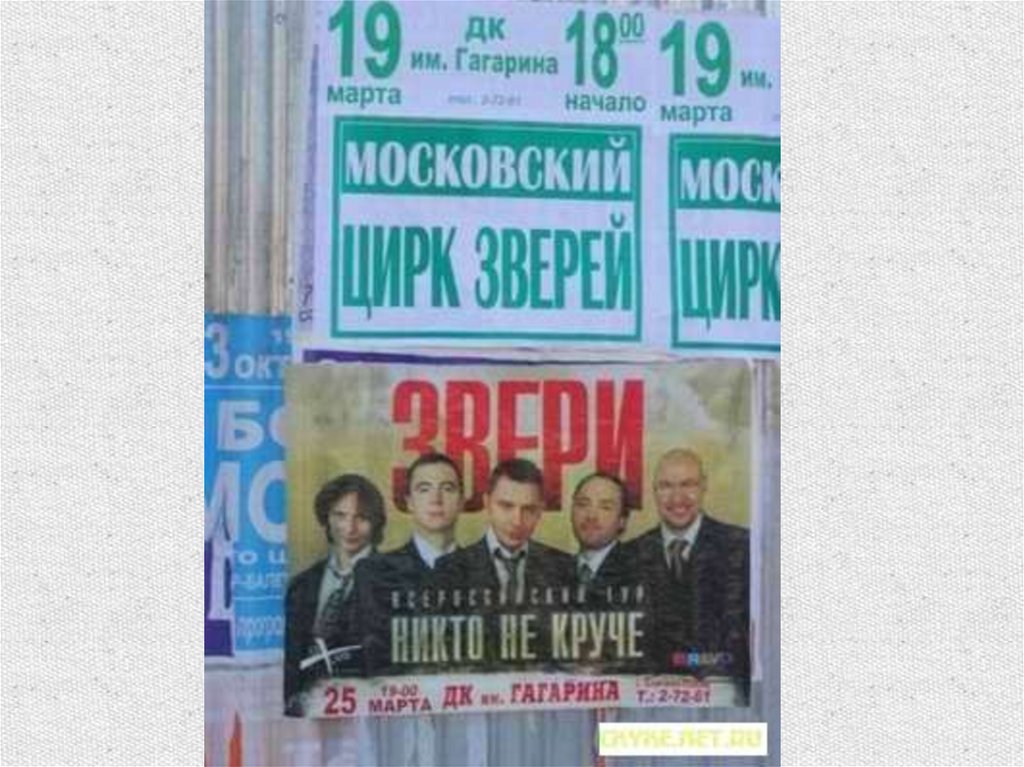 19 марта
ДК
им. Гагарина
18 00
начало
19 марта
им.
МОСКОВСКИЙ
ЦИРК ЗВЕРЕЙ
МОСК
ЦИРК
3
ОКТ
ЗВЕРИ
ВСЕРОССИЙСКИЙ ТУР
НИКТО НЕ КРУЧЕ
BRAVO
25 19-00 МАРТА ДК им. ГАГАРИНА
Т.: 2-72-61